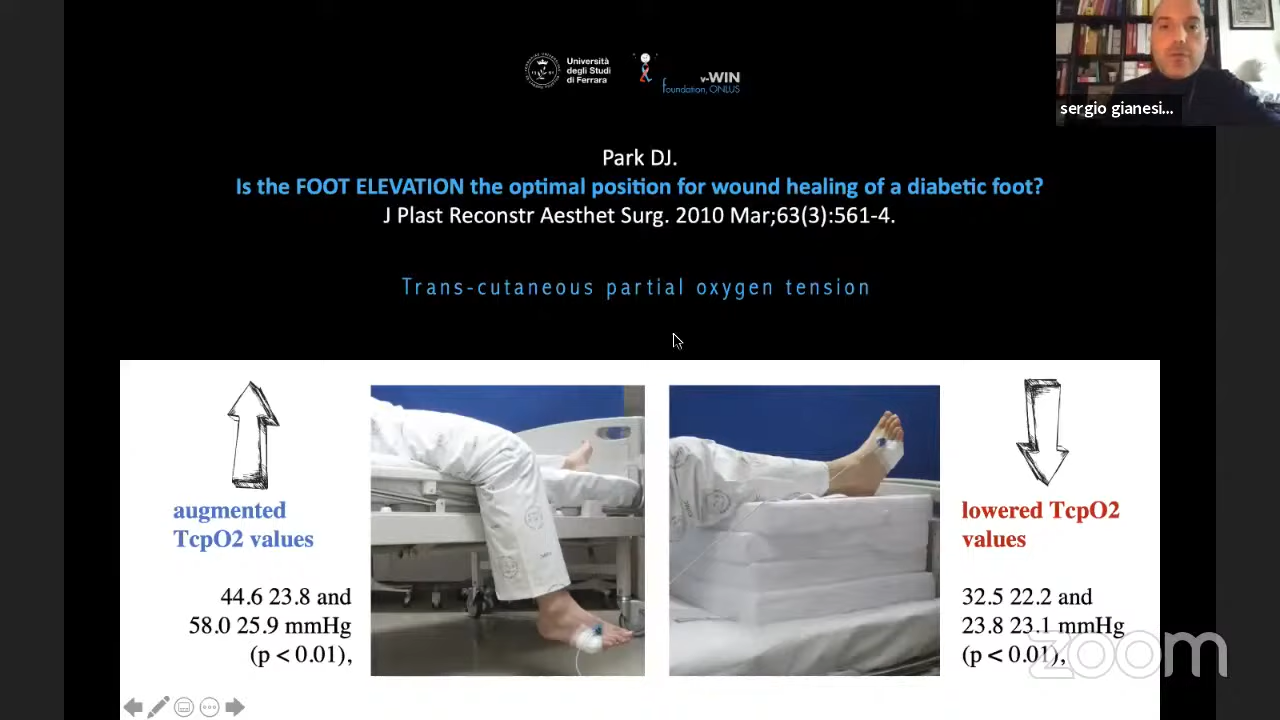 Università
degli Studi
di Ferrara
v-WIN
foundation, ONLUS
sergio gianesi...
Park DJ.
Is the FOOT ELEVATION the optimal position for wound healing of a diabetic foot?
J Plast Reconstr Aesthet Surg. 2010 Mar;63(3):561-4.
Trans-cutaneous partial oxygen tension
augmented
TcpO2 values
44.6 23.8 and
58.0 25.9 mmHg
(p < 0.01),
lowered TcpO2
values
32.5 22.2 and
23.8 23.1 mmHg
(p < 0.01),
zoom